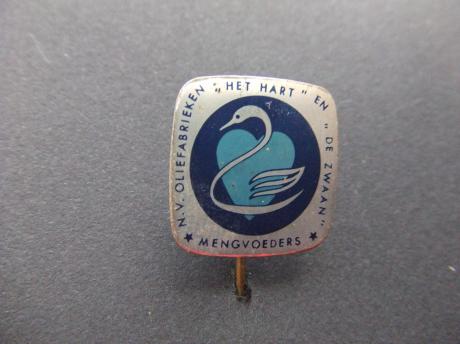 N.V. OLIEFABRIEKEN "HET HART" EN "DE ZWAAN"
★ MENGVOEDERS ★